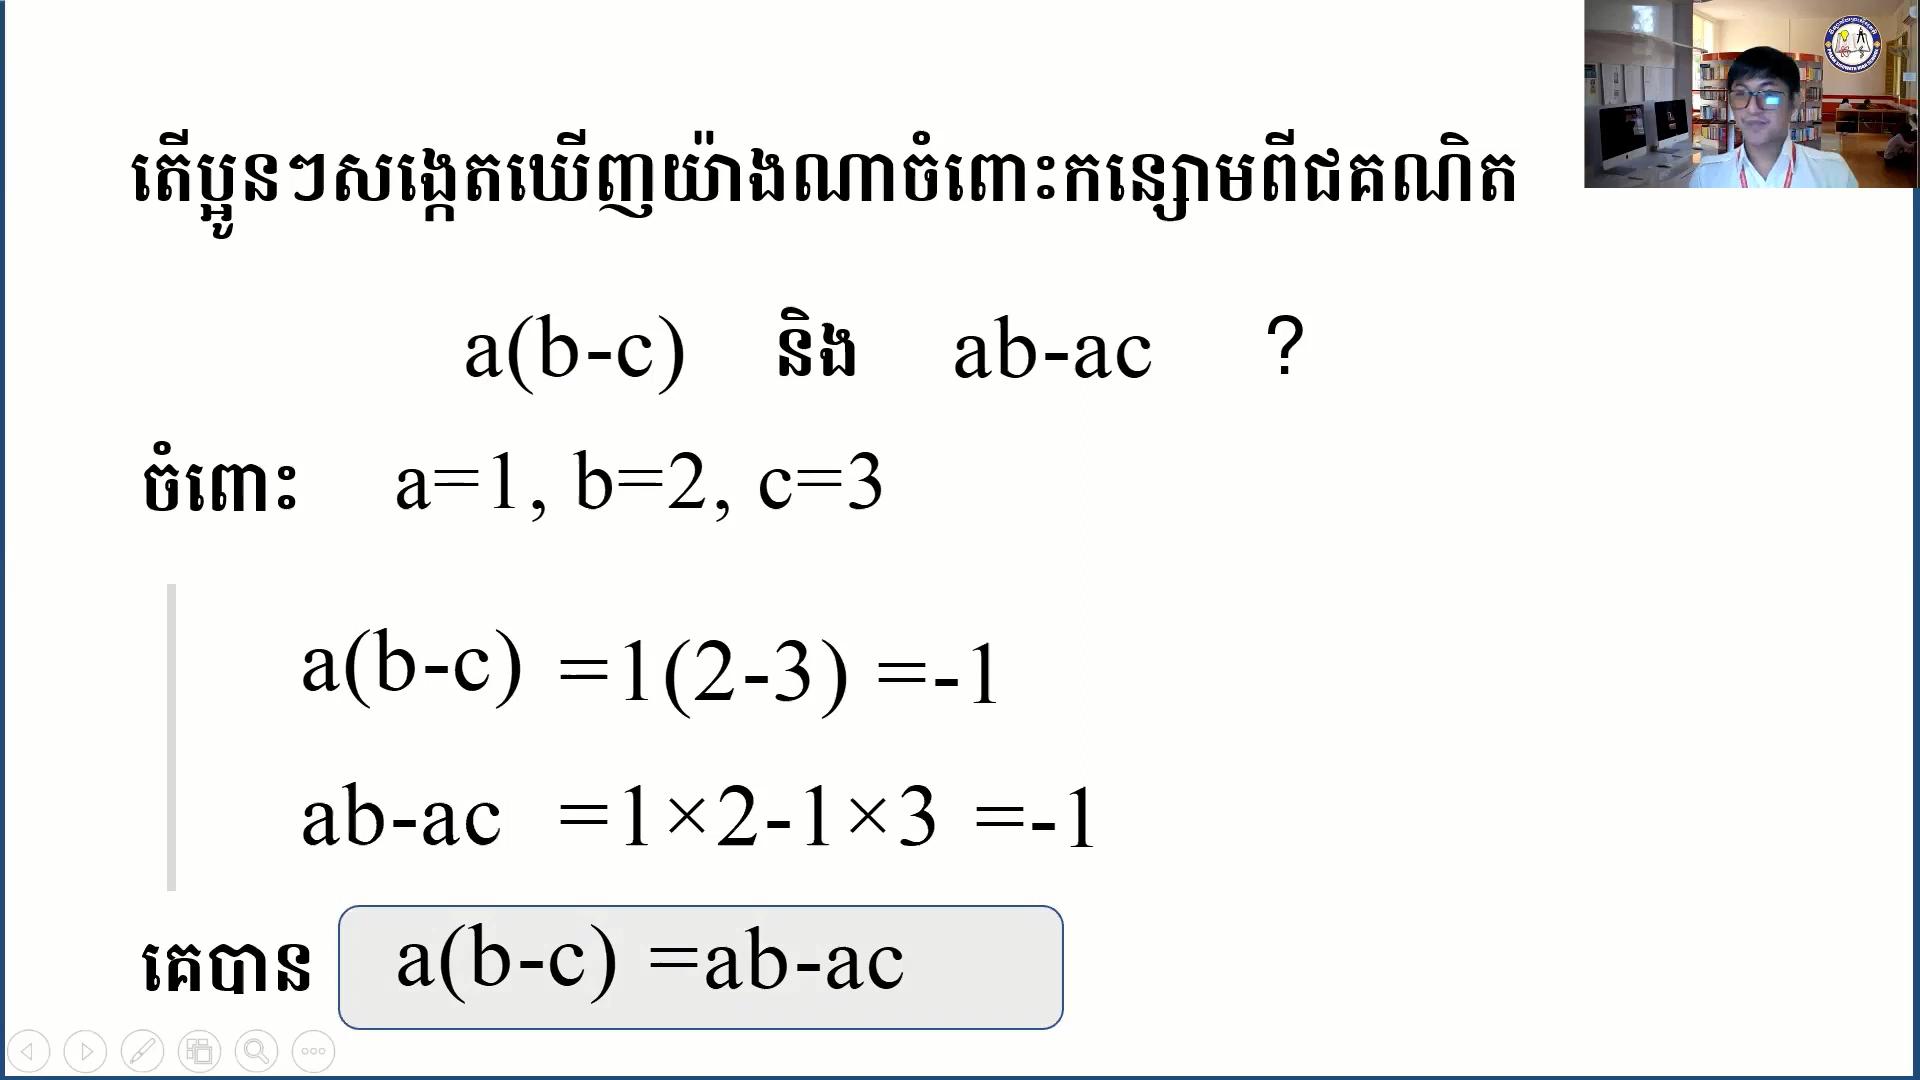 តើប្អូនៗសង្កេតឃើញយ៉ាងណាចំពោះកន្សោមពីជគណិត
a(b-c) និង ab-ac ?
ចំពោះ a=1, b=2, c=3
a(b-c) =1(2-3) =-1
ab-ac =1×2-1×3 =-1
គេបាន a(b-c) =ab-ac